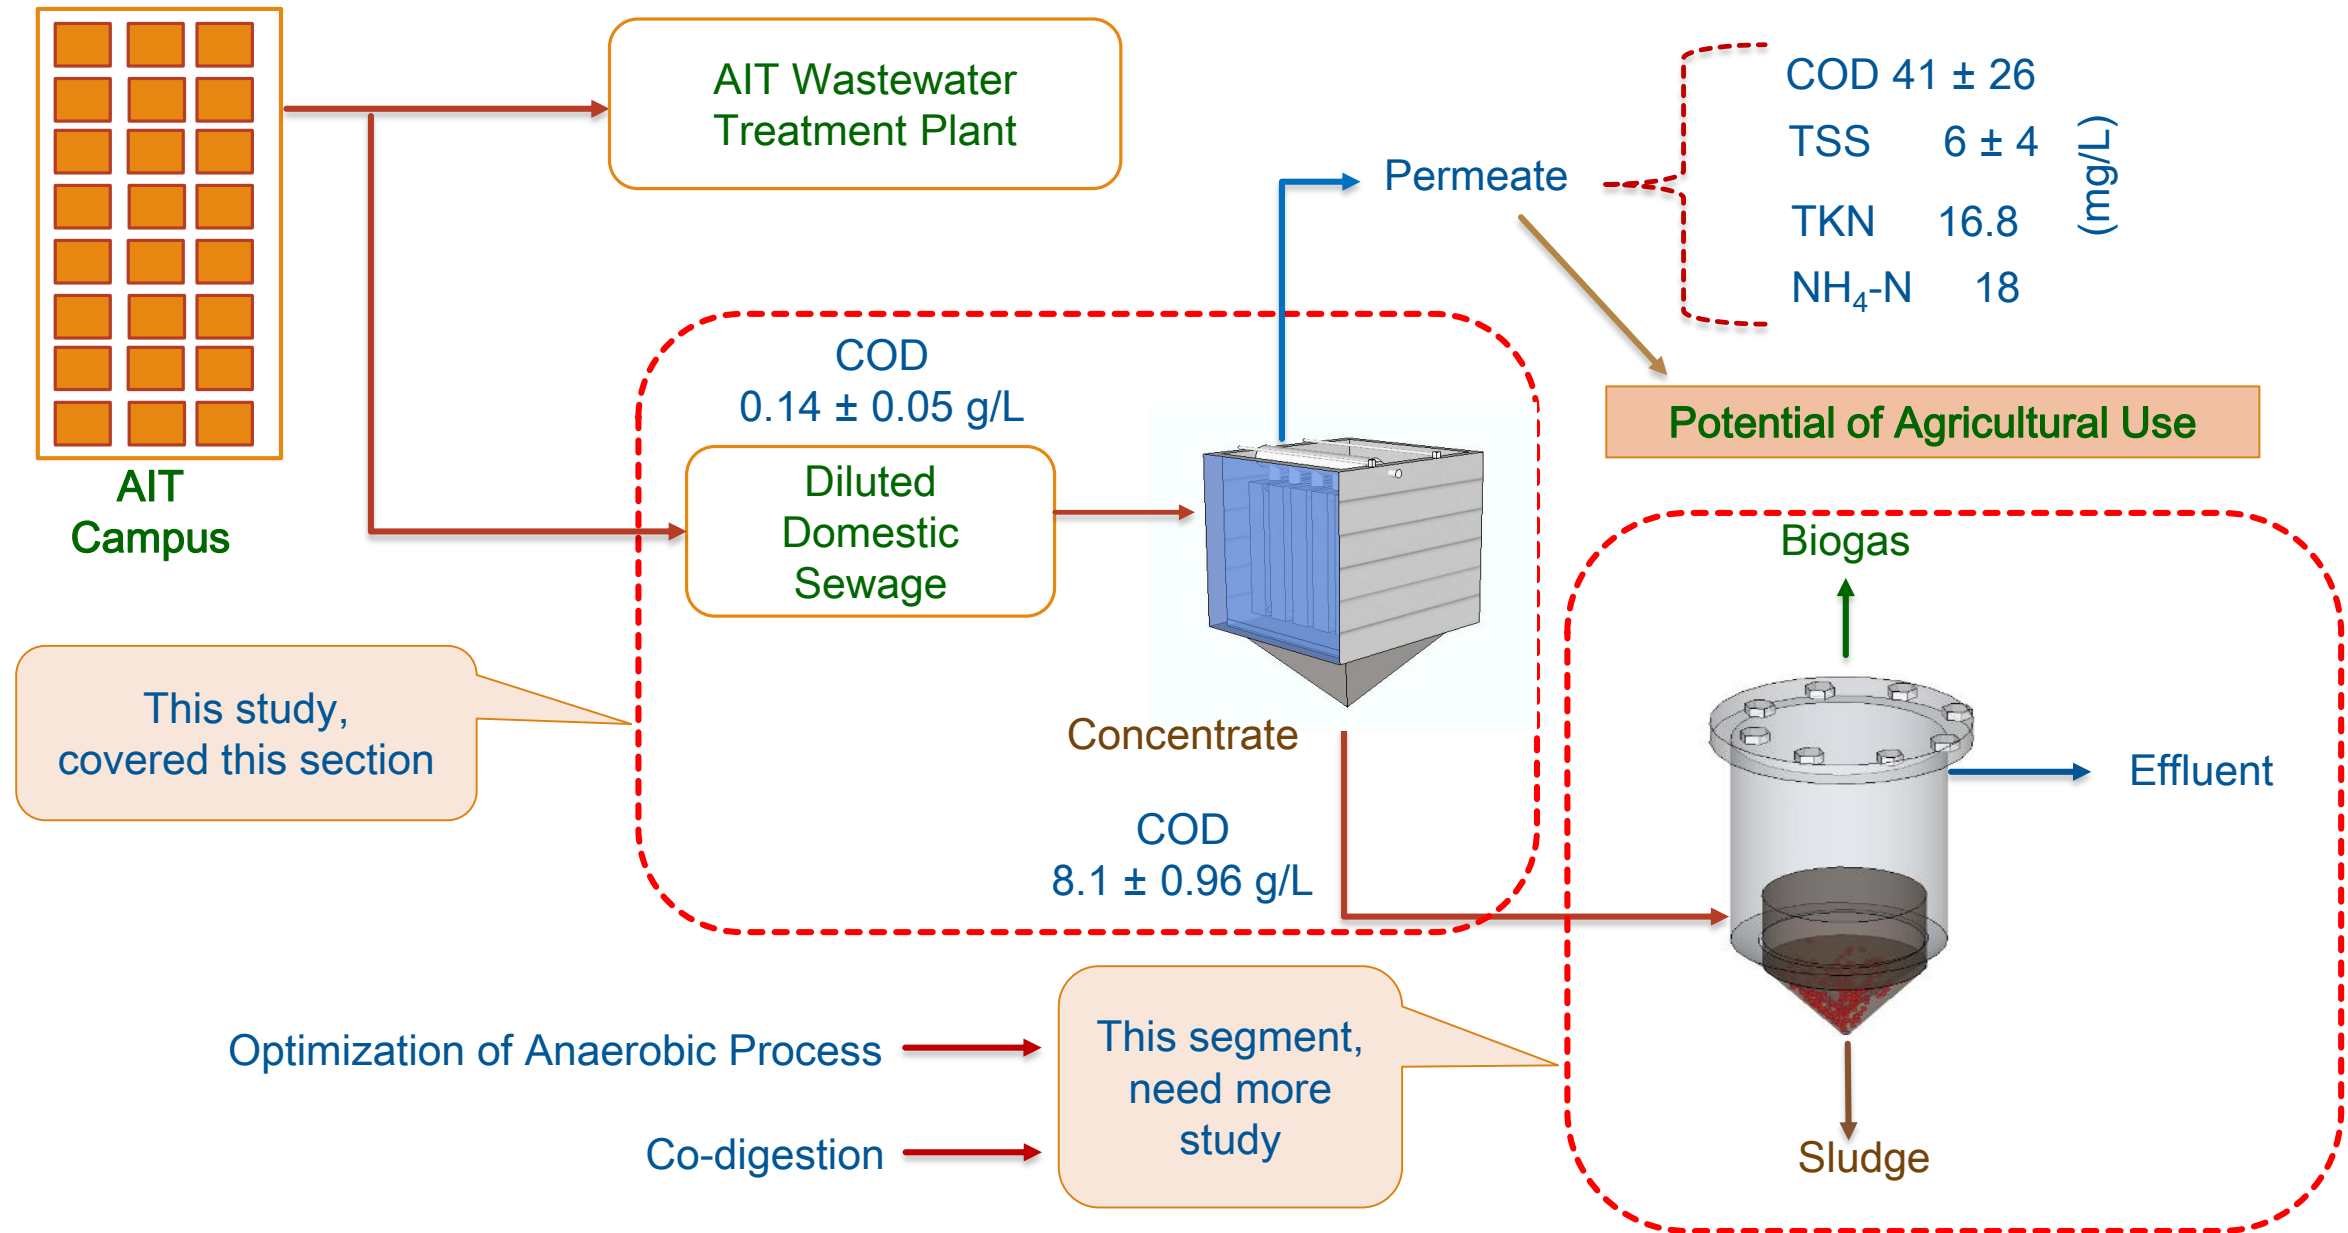 AIT Wastewater
Treatment Plant
COD 41 ± 26
TSS 6 ± 4
TKN 16.8
NH₄-N 18
(mg/L)
Permeate
Potential of Agricultural Use
AIT
Campus
COD
0.14 ± 0.05 g/L
Diluted
Domestic
Sewage
This study,
covered this section
Concentrate
COD
8.1 ± 0.96 g/L
Biogas
Effluent
Sludge
Optimization of Anaerobic Process
Co-digestion
This segment,
need more
study